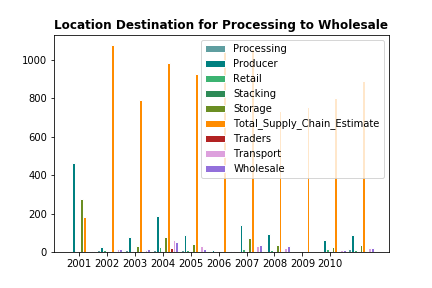 Location Destination for Processing to Wholesale
1000
800
600
400
200
0
Processing
Producer
Retail
Stacking
Storage
Total_Supply_Chain_Estimate
Traders
Transport
Wholesale
2001 2002 2003 2004 2005 2006 2007 2008 2009 2010